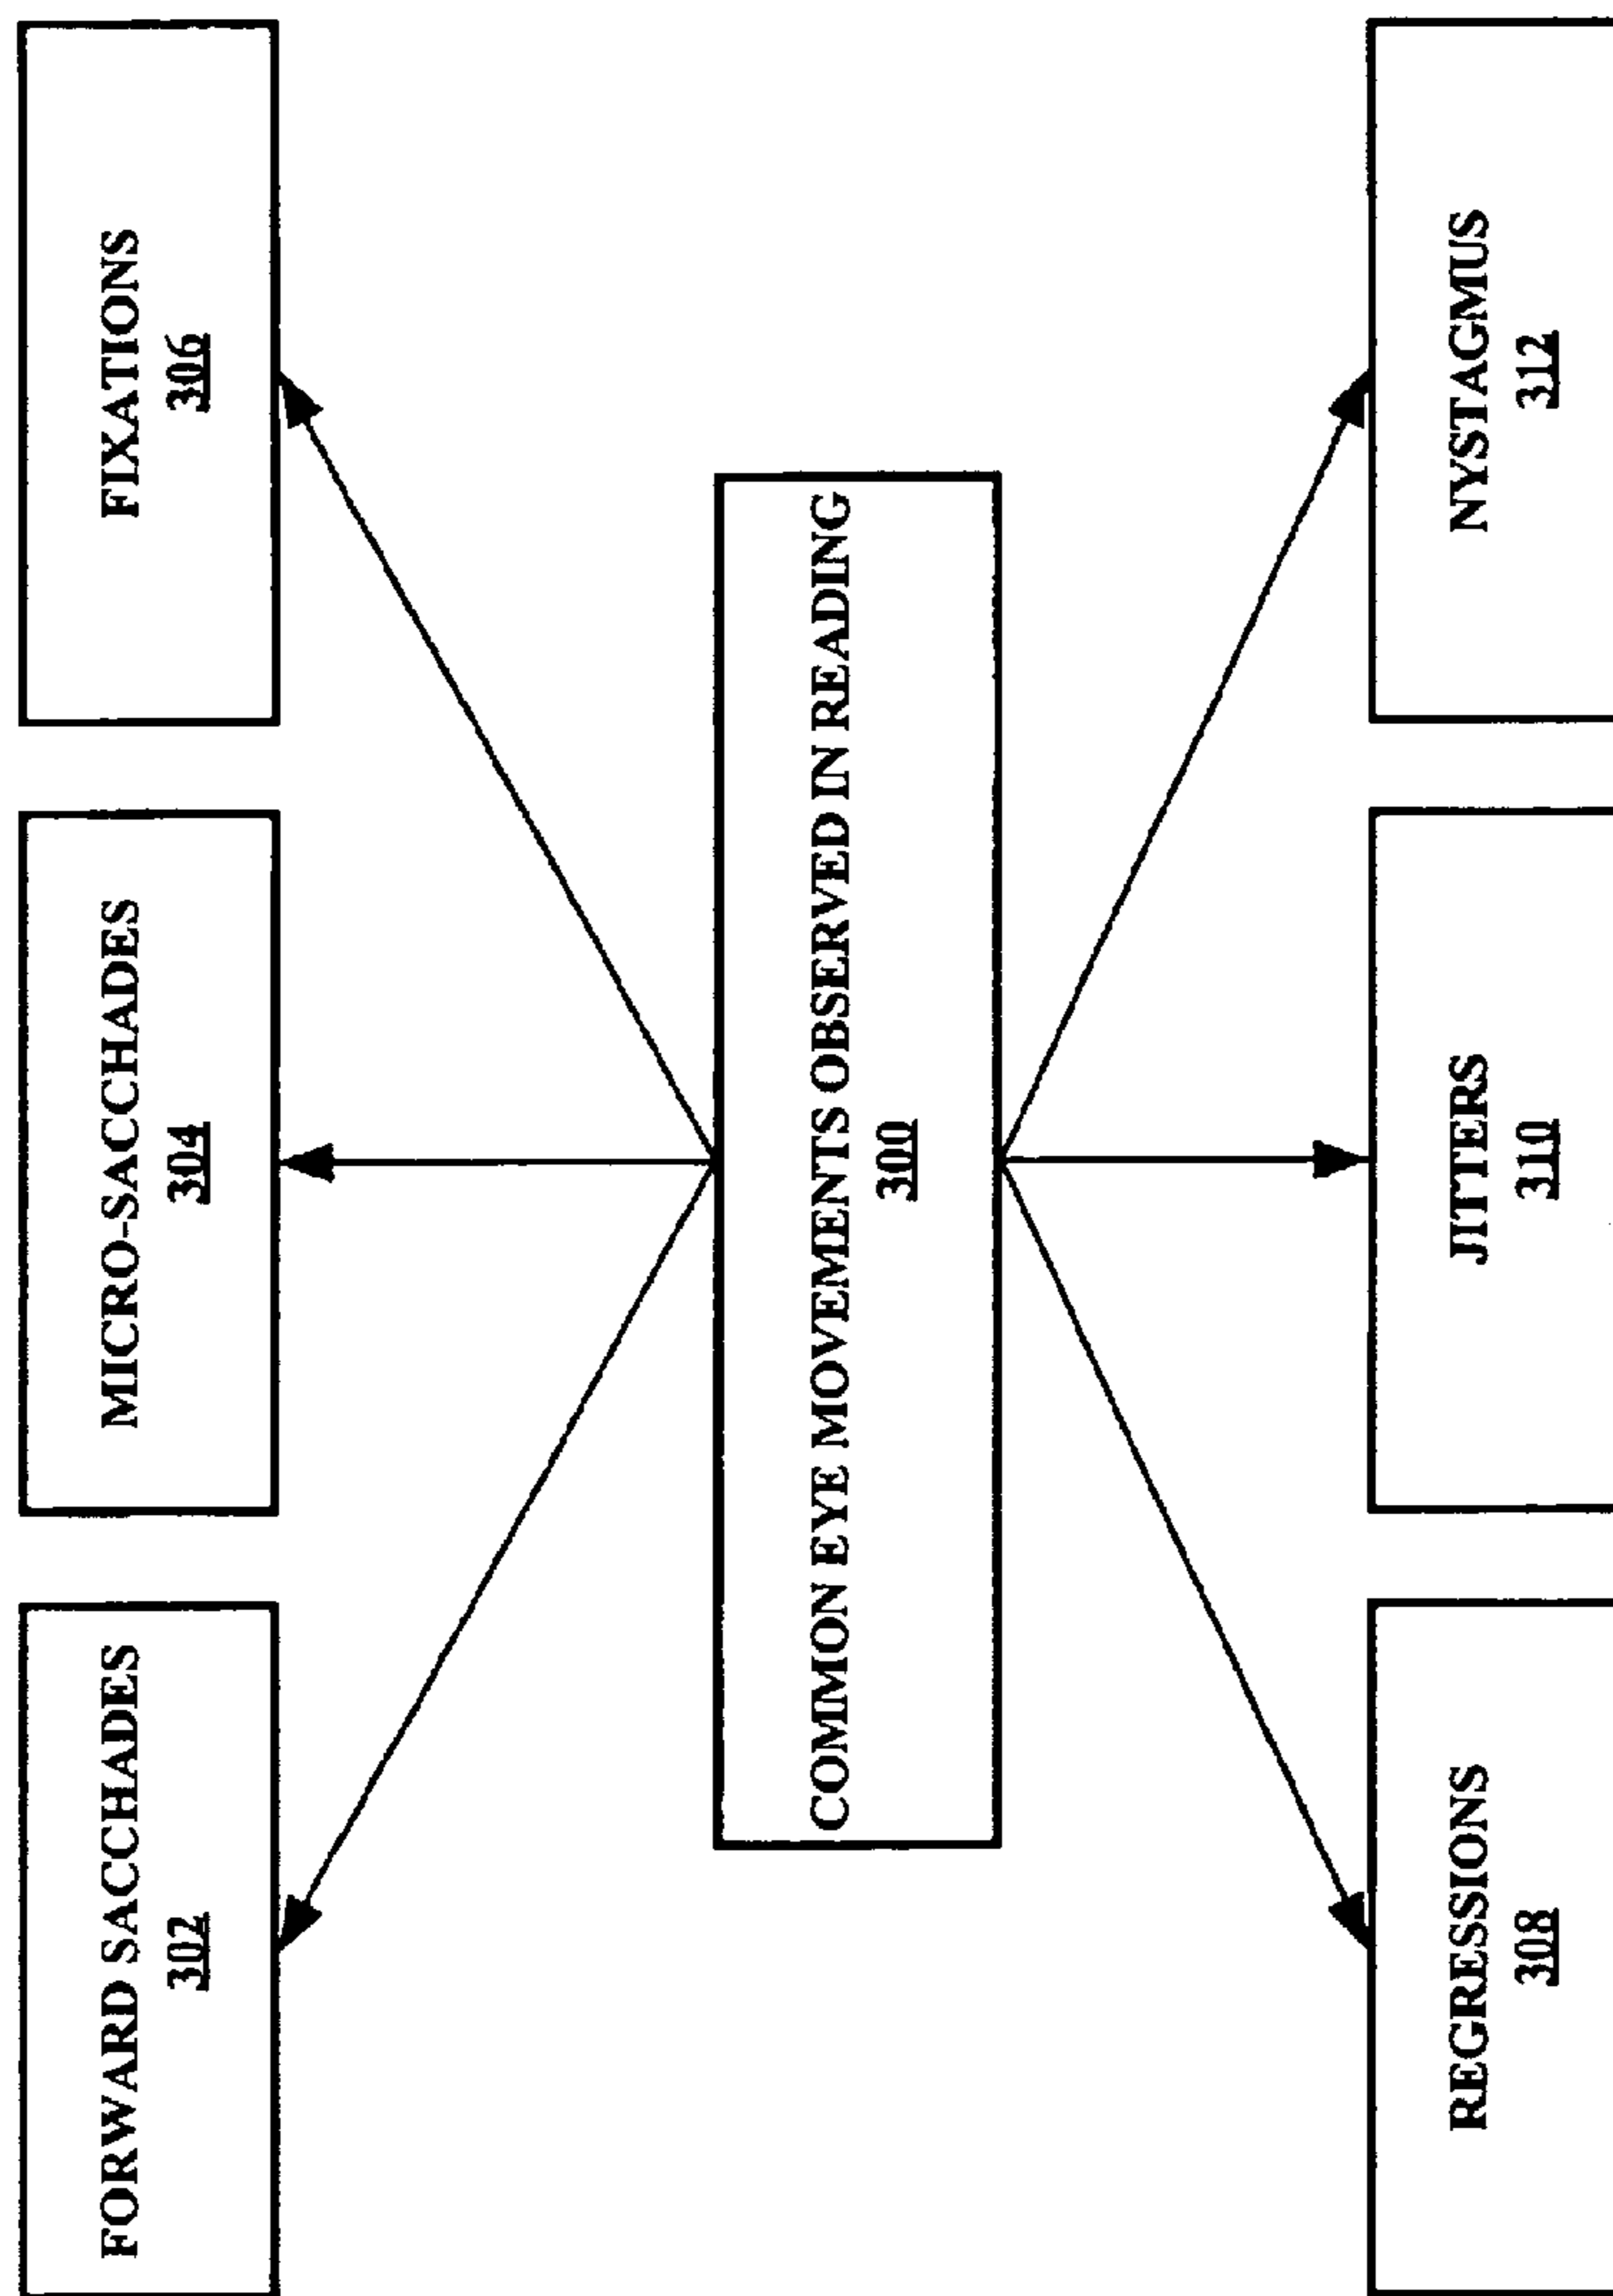 FORWARD SACCHADES
302
MICRO-SACCHADES
304
FIXATIONS
306
COMMON EYE MOVEMENTS OBSERVED IN READING
300
REGRESSIONS
308
JITTERS
310
NYSTAGMUS
312